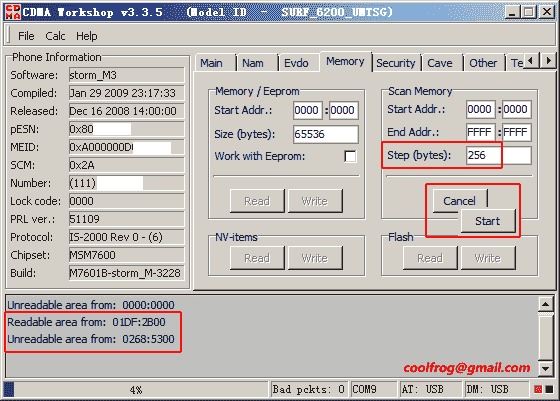 CDMA Workshop v3.3.5 (Model ID - SURF_6200_UMTSG)
File Calc Help
Phone Information
Software: storm_M3
Compiled: Jan 29 2009 23:17:33
Released: Dec 16 2008 14:00:00
pESN: 0x80
MEID: 0xA000000D
SCM: 0x2A
Number: (111)
Lock code: 0000
PRL ver.: 51109
Protocol: IS-2000 Rev 0 - (6)
Chipset: MSM7600
Build: M7601B-storm_M-3228
Main Nam Evdo Memory Security Cave Other Te
Memory / Eeprom
Start Addr.: 0000 : 0000
Size (bytes): 65536
Work with Eeprom:
Read Write
Scan Memory
Start Addr.: 0000 : 0000
End Addr.: FFFF : FFFF
Step (bytes): 256
Cancel
Start
NV-items
Read Write
Flash
Read Write
Unreadable area from: 0000:0000
Readable area from: 01DF:2B00
Unreadable area from: 0268:5300
coolfrog@gmail.com
4% Bad pckts: 0 COM9 AT: USB DM: USB